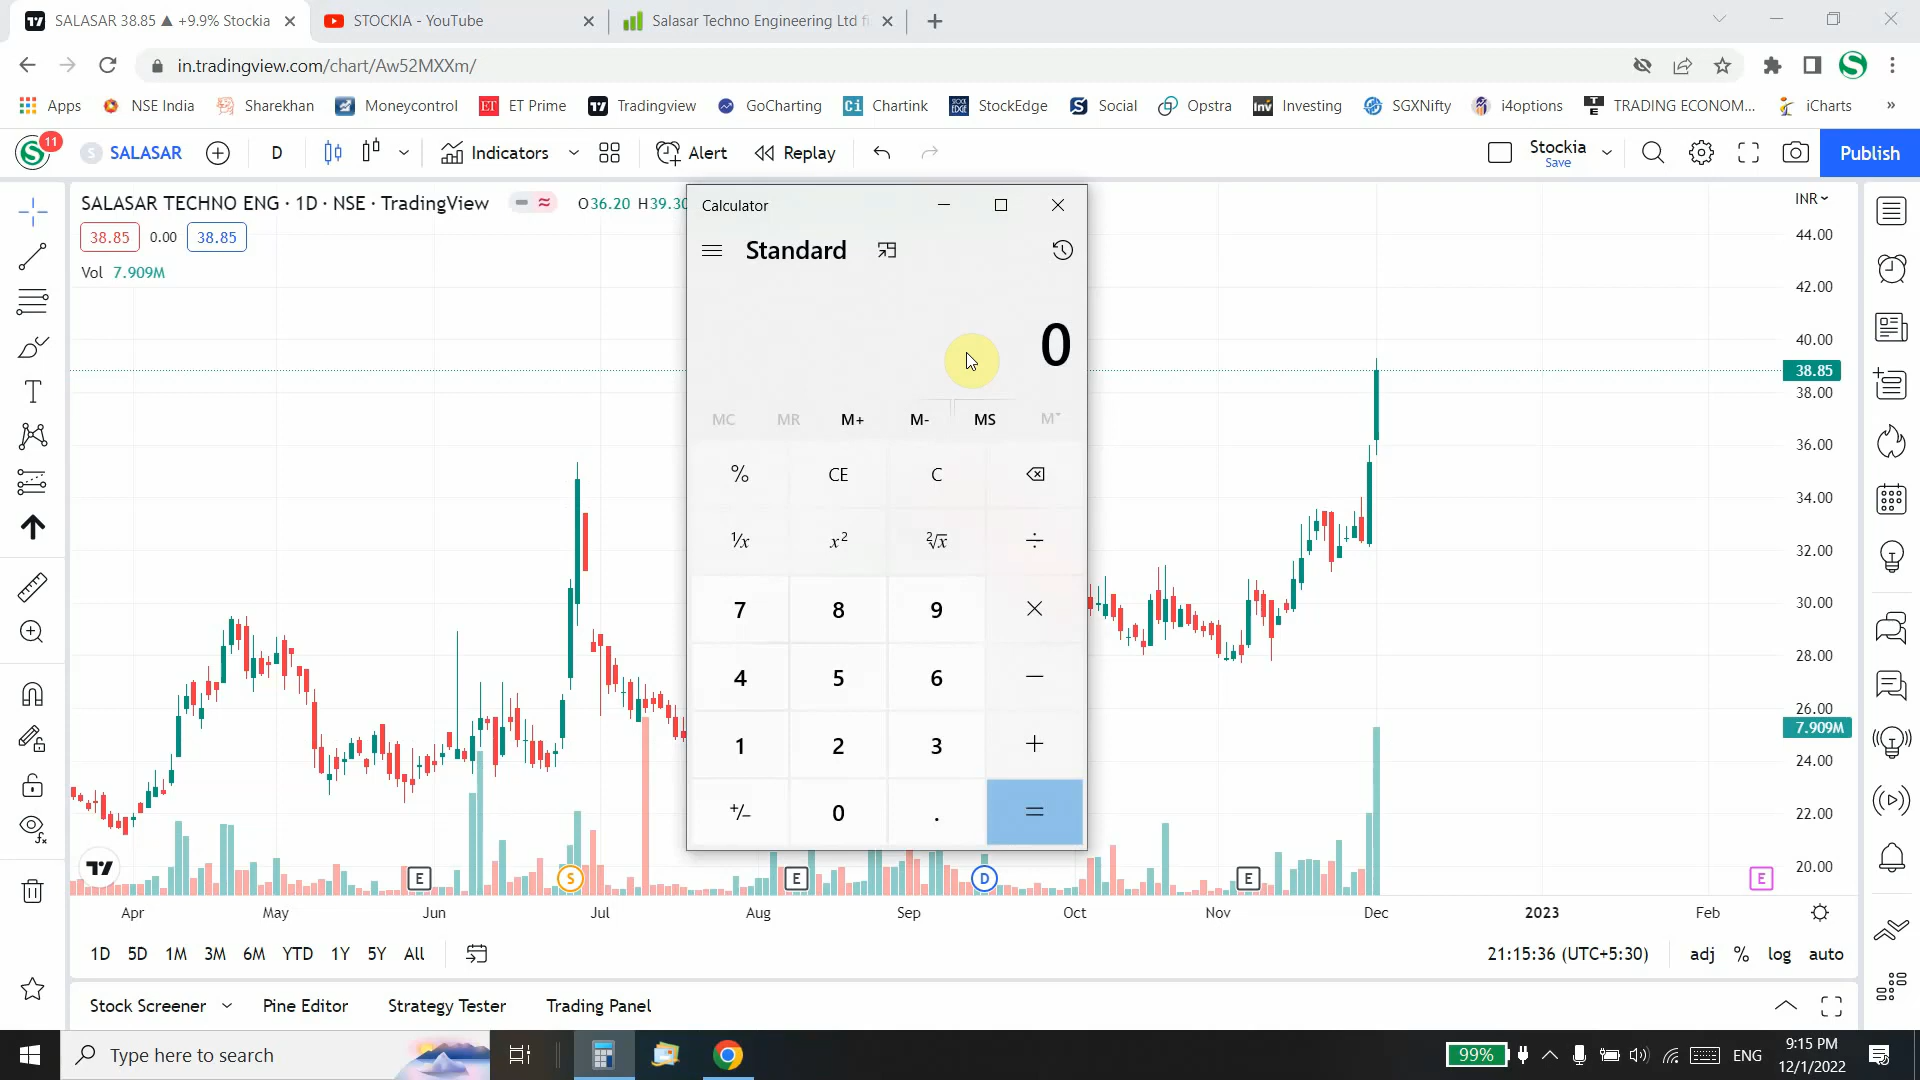 SALASAR 38.85 ▲ +9.9% Stockia
STOCKIA - YouTube
Salasar Techno Engineering Ltd fi
in.tradingview.com/chart/Aw52MXXm/
Apps
NSE India
Sharekhan
Moneycontrol
ET Prime
Tradingview
GoCharting
Chartink
StockEdge
Social
Opstra
Investing
SGXNifty
i4options
TRADING ECONOM...
iCharts
»
11
SALASAR
D
Indicators
Alert
Replay
Stockia
Save
Publish
SALASAR TECHNO ENG · 1D · NSE · TradingView
O36.20 H39.30
38.85
0.00
38.85
Vol 7.909M
INR
44.00
42.00
40.00
38.85
38.00
36.00
34.00
32.00
30.00
28.00
26.00
7.909M
24.00
22.00
20.00
Calculator
Standard
0
MC MR M+ M- MS M˅
% CE C
⅟x x² ²√x ÷
7 8 9 ×
4 5 6 −
1 2 3 +
+/− 0 . =
E S E D E E
Apr May Jun Jul Aug Sep Oct Nov Dec 2023 Feb
1D 5D 1M 3M 6M YTD 1Y 5Y All
21:15:36 (UTC+5:30)
adj % log auto
Stock Screener
Pine Editor
Strategy Tester
Trading Panel
Type here to search
99%
ENG
9:15 PM
12/1/2022